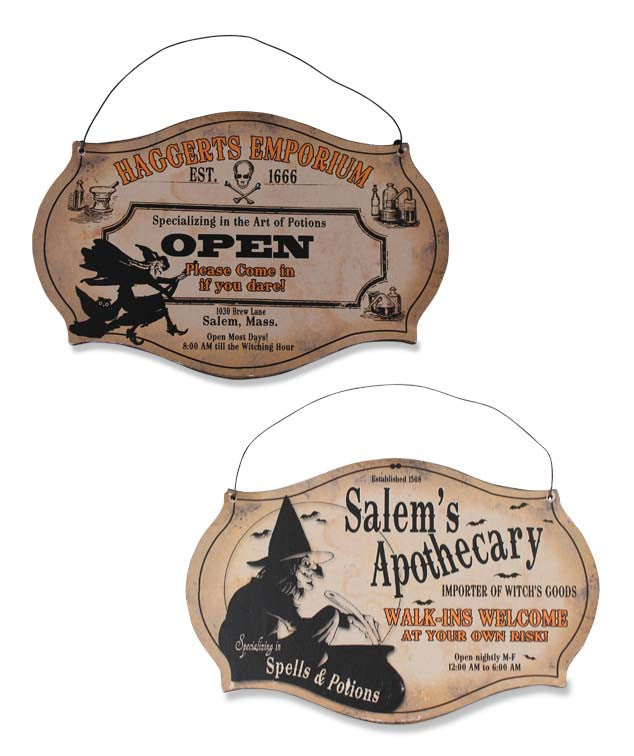 HAGGERTS EMPORIUM
EST. 1666
Specializing in the Art of Potions
OPEN
Please Come in
if you dare!
1030 Brew Lane
Salem, Mass.
Open Most Days!
8:00 AM till the Witching Hour
Established 1508
Salem's
Apothecary
IMPORTER OF WITCH'S GOODS
WALK-INS WELCOME
AT YOUR OWN RISK!
Open nightly M-F
12:00 AM to 6:00 AM
Specializing in
Spells & Potions